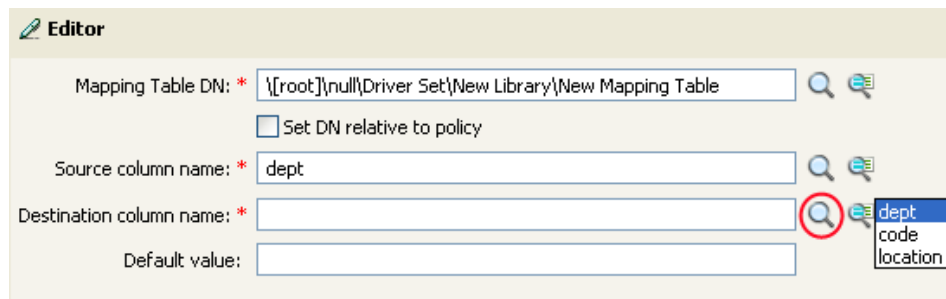 Editor
Mapping Table DN: * \[root]\null\Driver Set\New Library\New Mapping Table
Set DN relative to policy
Source column name: * dept
Destination column name: *
dept
code
location
Default value: